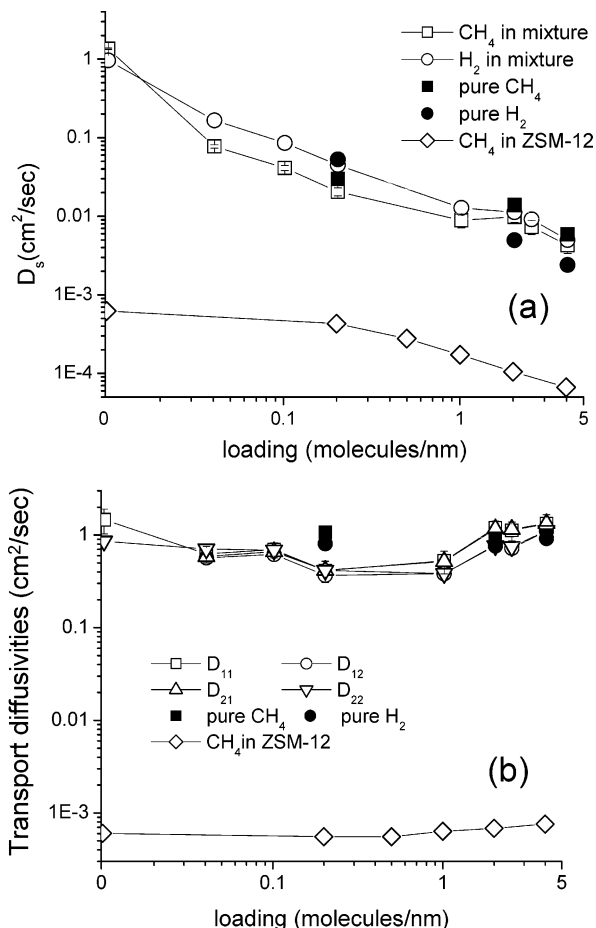 CH₄ in mixture
H₂ in mixture
pure CH₄
pure H₂
CH₄ in ZSM-12
1
0.1
0.01
1E-3
1E-4
Dₛ(cm²/sec)
(a)
0 0.1 1 5
loading (molecules/nm)
Transport diffusivities (cm²/sec)
1
0.1
0.01
1E-3
D₁₁ D₁₂
D₂₁ D₂₂
pure CH₄ pure H₂
CH₄in ZSM-12
(b)
0 0.1 1 5
loading (molecules/nm)